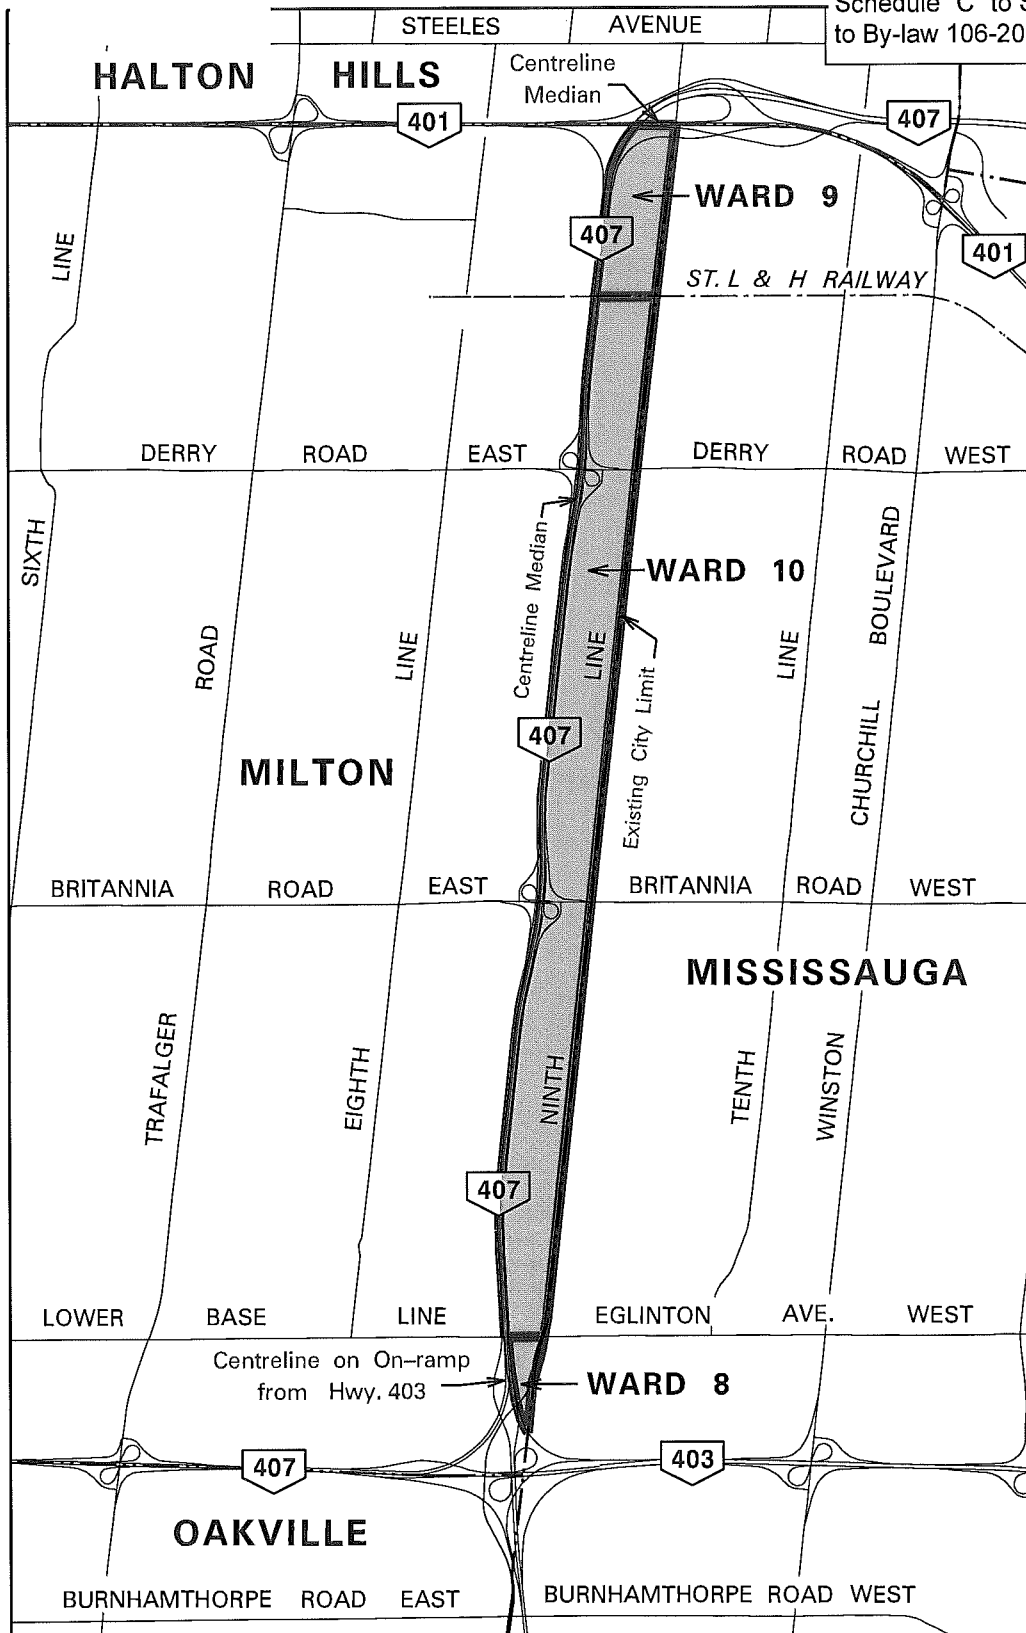 Schedule "C" to S
to By-law 106-20
STEELES AVENUE
HALTON HILLS
Centreline
Median
401
407
WARD 9
407
401
LINE
ST. L & H RAILWAY
DERRY ROAD EAST
DERRY ROAD WEST
SIXTH
Centreline Median
WARD 10
BOULEVARD
ROAD
LINE
LINE
LINE
Existing City Limit
CHURCHILL
407
MILTON
BRITANNIA ROAD EAST
BRITANNIA ROAD WEST
MISSISSAUGA
TRAFALGER
EIGHTH
NINTH
TENTH
WINSTON
407
LOWER BASE LINE
EGLINTON AVE. WEST
Centreline on On-ramp
from Hwy. 403
WARD 8
407
403
OAKVILLE
BURNHAMTHORPE ROAD EAST
BURNHAMTHORPE ROAD WEST